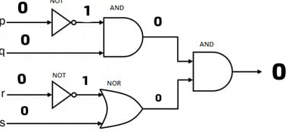 NOT
AND
p 0 1 0
q 0
AND
0
NOT
NOR
r 0 1
s 0 0